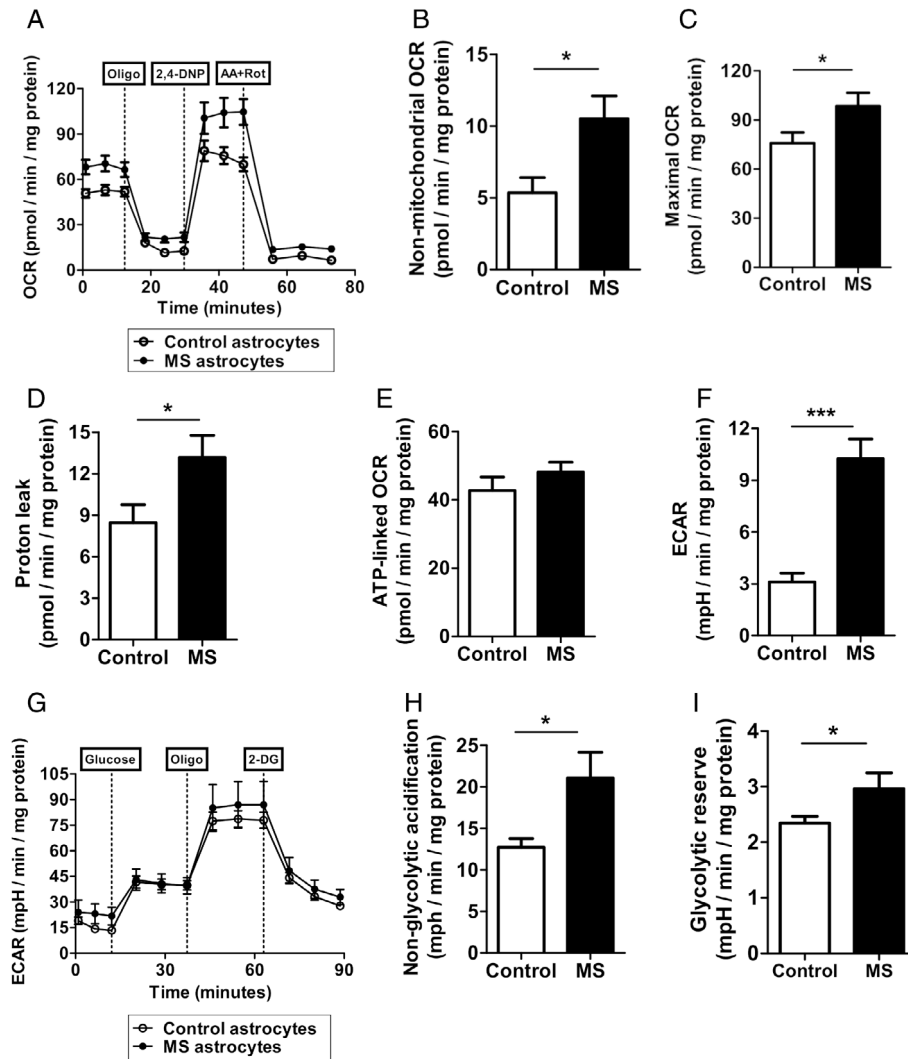 A
Oligo
2,4-DNP
AA+Rot
OCR (pmol / min / mg protein)
120
90
60
30
0
0
20
40
60
80
Time (minutes)
Control astrocytes
MS astrocytes
B
*
Non-mitochondrial OCR
(pmol / min / mg protein)
15
10
5
0
Control
MS
C
*
Maximal OCR
(pmol / min / mg protein)
120
90
60
30
0
Control
MS
D
*
Proton leak
(pmol / min / mg protein)
15
12
9
6
3
0
Control
MS
E
ATP-linked OCR
(pmol / min / mg protein)
60
40
20
0
Control
MS
F
***
ECAR
(mpH / min / mg protein)
12
9
6
3
0
Control
MS
G
Glucose
Oligo
2-DG
ECAR (mpH / min / mg protein)
105
90
75
60
45
30
15
0
0
30
60
90
Time (minutes)
Control astrocytes
MS astrocytes
H
*
Non-glycolytic acidification
(mph / min / mg protein)
25
20
15
10
5
0
Control
MS
I
*
Glycolytic reserve
(mpH / min / mg protein)
4
3
2
1
0
Control
MS